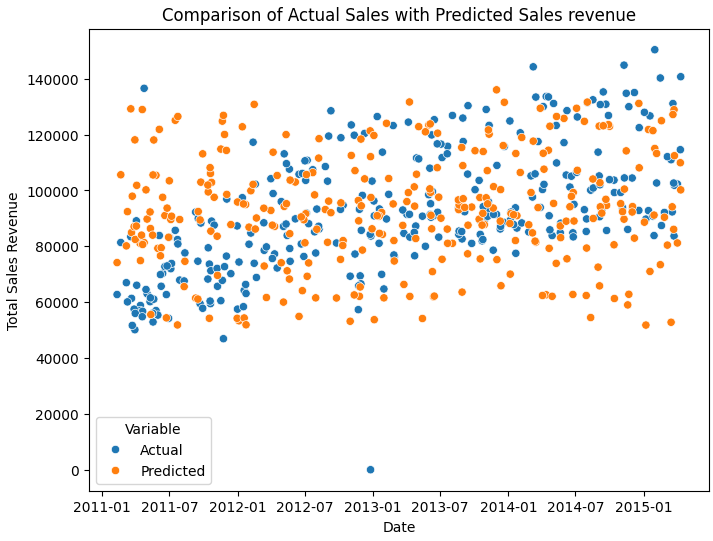 Comparison of Actual Sales with Predicted Sales revenue
Total Sales Revenue
140000
120000
100000
80000
60000
40000
20000
0
Variable
Actual
Predicted
2011-01 2011-07 2012-01 2012-07 2013-01 2013-07 2014-01 2014-07 2015-01
Date